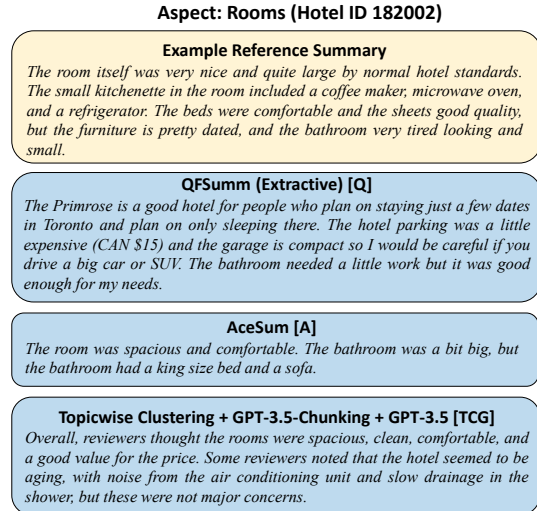 Aspect: Rooms (Hotel ID 182002)
Example Reference Summary
The room itself was very nice and quite large by normal hotel standards.
The small kitchenette in the room included a coffee maker, microwave oven,
and a refrigerator. The beds were comfortable and the sheets good quality,
but the furniture is pretty dated, and the bathroom very tired looking and
small.
QFSumm (Extractive) [Q]
The Primrose is a good hotel for people who plan on staying just a few dates
in Toronto and plan on only sleeping there. The hotel parking was a little
expensive (CAN $15) and the garage is compact so I would be careful if you
drive a big car or SUV. The bathroom needed a little work but it was good
enough for my needs.
AceSum [A]
The room was spacious and comfortable. The bathroom was a bit big, but
the bathroom had a king size bed and a sofa.
Topicwise Clustering + GPT-3.5-Chunking + GPT-3.5 [TCG]
Overall, reviewers thought the rooms were spacious, clean, comfortable, and
a good value for the price. Some reviewers noted that the hotel seemed to be
aging, with noise from the air conditioning unit and slow drainage in the
shower, but these were not major concerns.